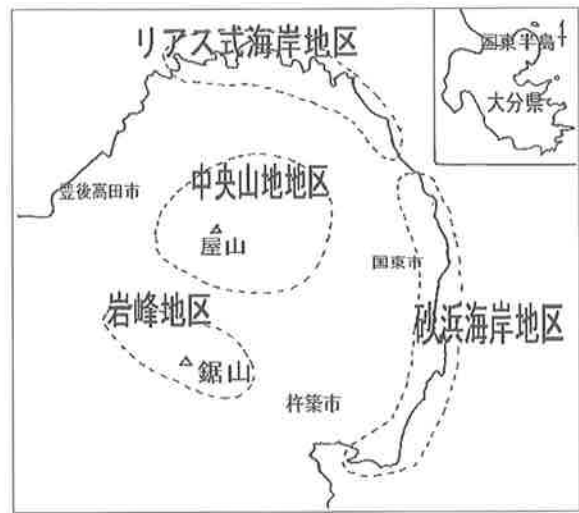 リアス式海岸地区
国東半島
大分県
中央山地地区
豊後高田市
屋山
国東市
岩峰地区
砂浜海岸地区
鋸山
杵築市